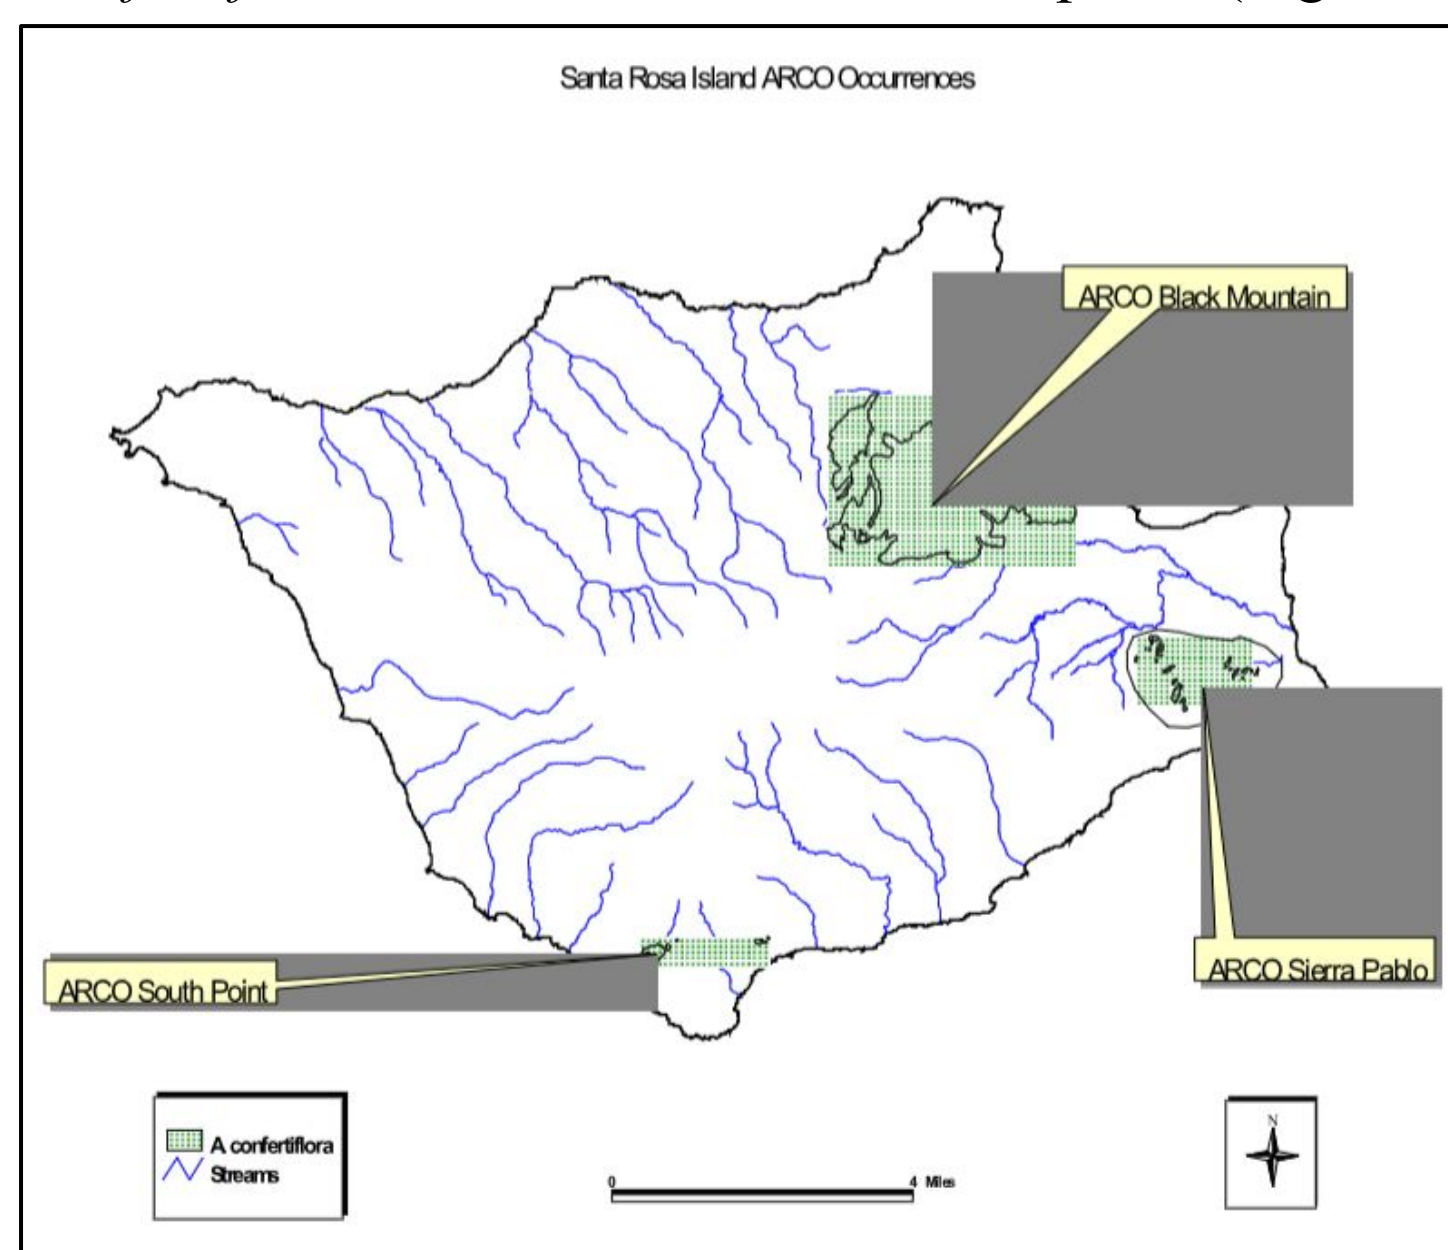 Santa Rosa Island ARCO Occurrences
ARCO Black Mountain
ARCO Sierra Pablo
ARCO South Point
A confertiflora
Streams
0 4 Miles
N